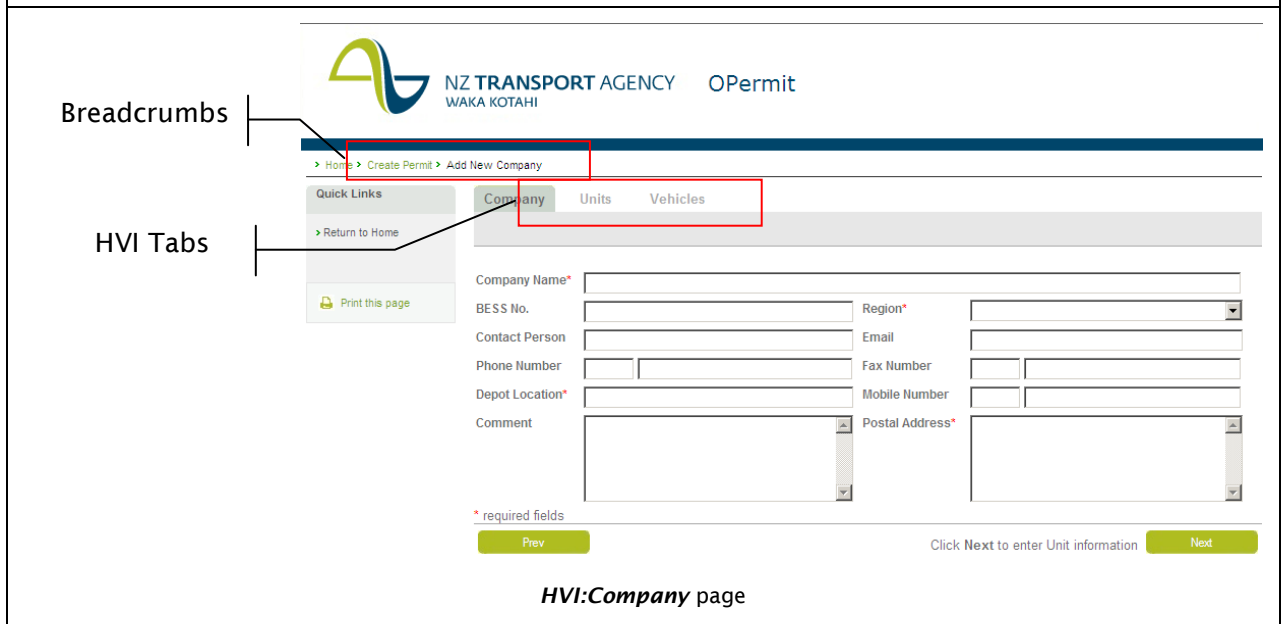 NZ TRANSPORT AGENCY OPermit
WAKA KOTAHI
Breadcrumbs
> Home > Create Permit > Add New Company
Quick Links
Company Units Vehicles
HVI Tabs
> Return to Home
Print this page
Company Name*
BESS No. Region*
Contact Person Email
Phone Number Fax Number
Depot Location* Mobile Number
Comment Postal Address*
* required fields
Prev Click Next to enter Unit information Next
HVI:Company page